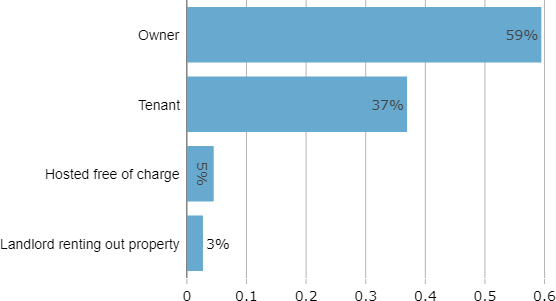 Owner 59%
Tenant 37%
Hosted free of charge 5%
Landlord renting out property 3%
0 0.1 0.2 0.3 0.4 0.5 0.6